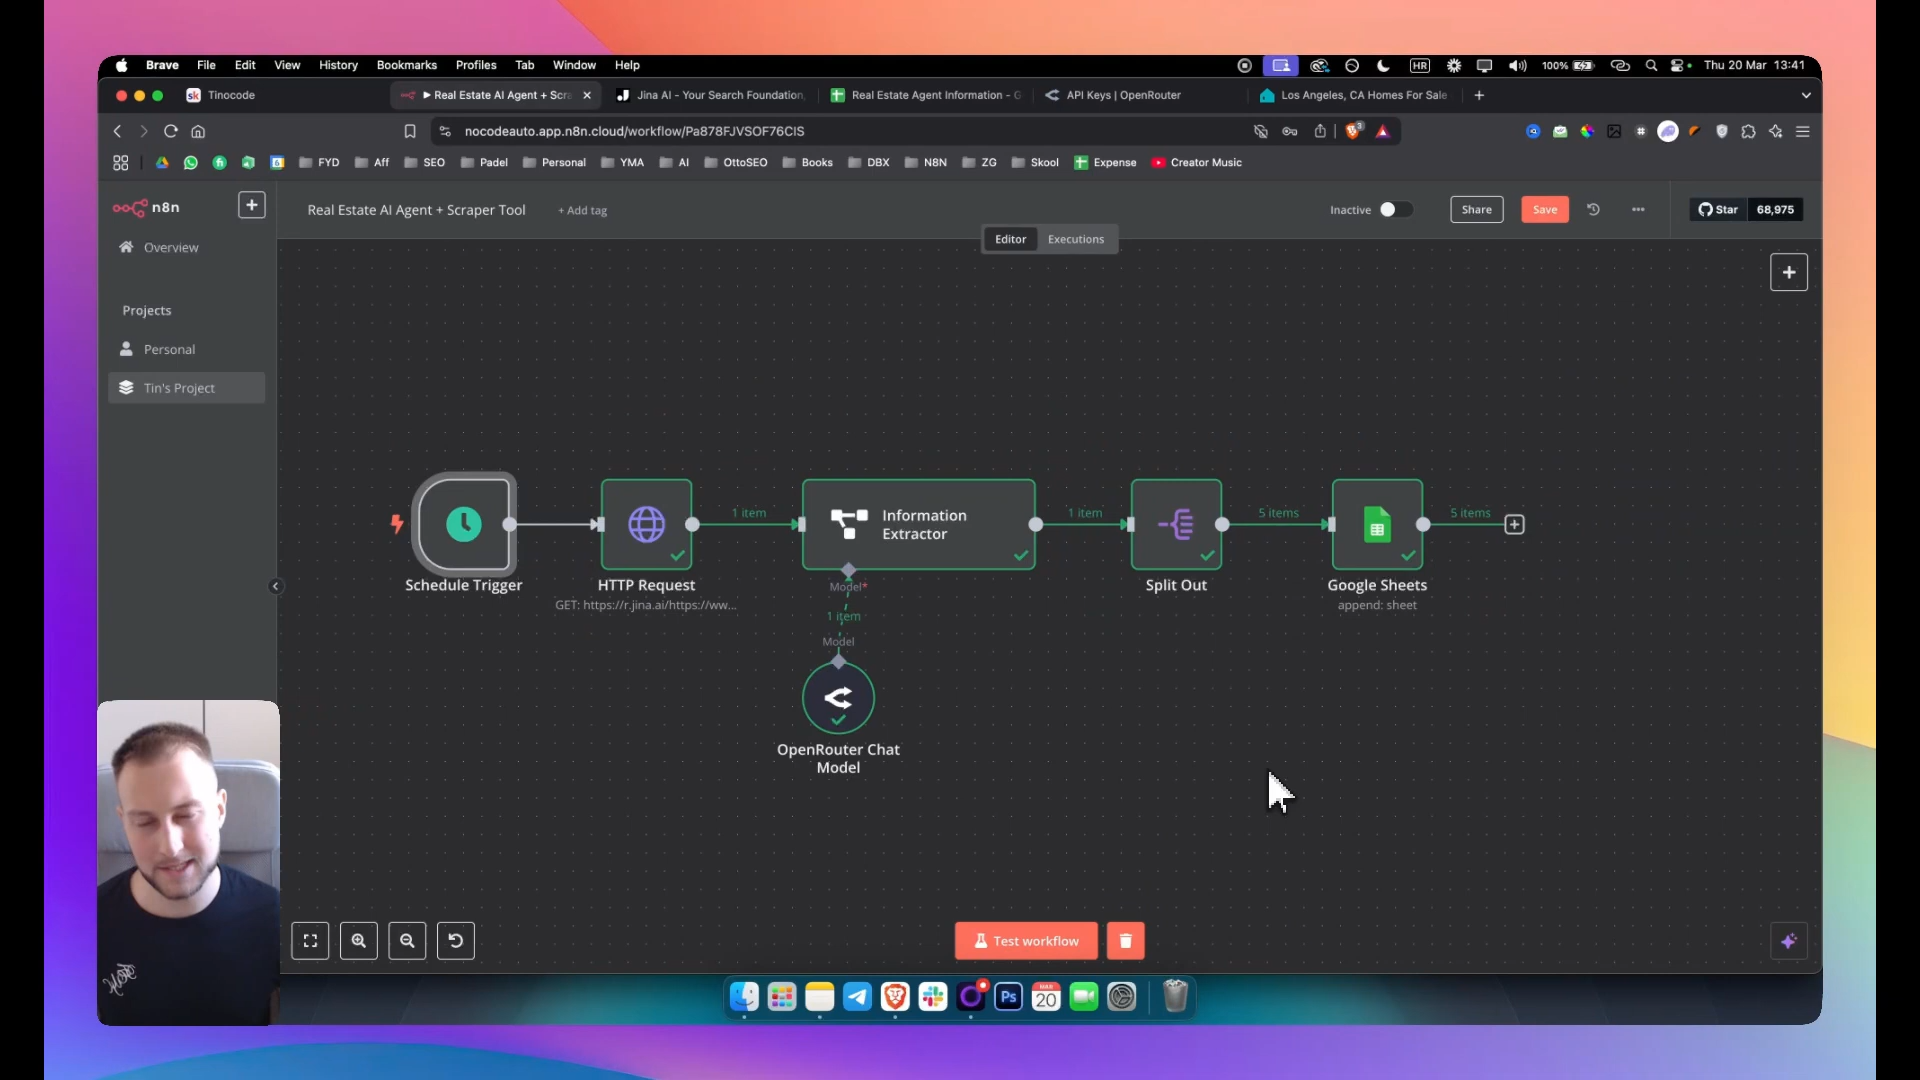 Brave File Edit View History Bookmarks Profiles Tab Window Help HR 100% Thu 20 Mar 13:41
sk Tinocode Real Estate AI Agent + Scra Jina AI - Your Search Foundation, Real Estate Agent Information - G API Keys | OpenRouter Los Angeles, CA Homes For Sale
nocodeauto.app.n8n.cloud/workflow/Pa878FJVSOF76CIS 3
FYD Aff SEO Padel Personal YMA AI OttoSEO Books DBX N8N ZG Skool Expense Creator Music
n8n
Real Estate AI Agent + Scraper Tool + Add tag Inactive Share Save Star 68,975
Overview
Editor Executions
Projects
Personal
Tin's Project
1 item 1 item 5 items 5 items
Information
Extractor
Schedule Trigger HTTP Request Split Out Google Sheets
GET: https://r.jina.ai/https://ww... append: sheet
Model*
1 item
Model
OpenRouter Chat
Model
Test workflow
Ps
MAR
20